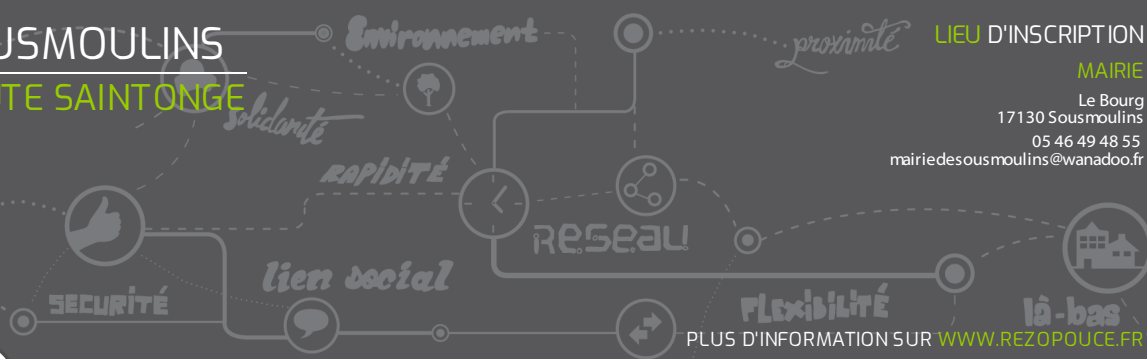 USMOULINS
TE SAINTONGE
LIEU D'INSCRIPTION
MAIRIE
Le Bourg
17130 Sousmoulins
05 46 49 48 55
mairiedesousmoulins@wanadoo.fr
Environnement
proximité
Solidarité
RAPIDITÉ
RESEAU
lien social
SECURITÉ
FLEXIBILITÉ
là-bas
PLUS D'INFORMATION SUR WWW.REZOPOUCE.FR